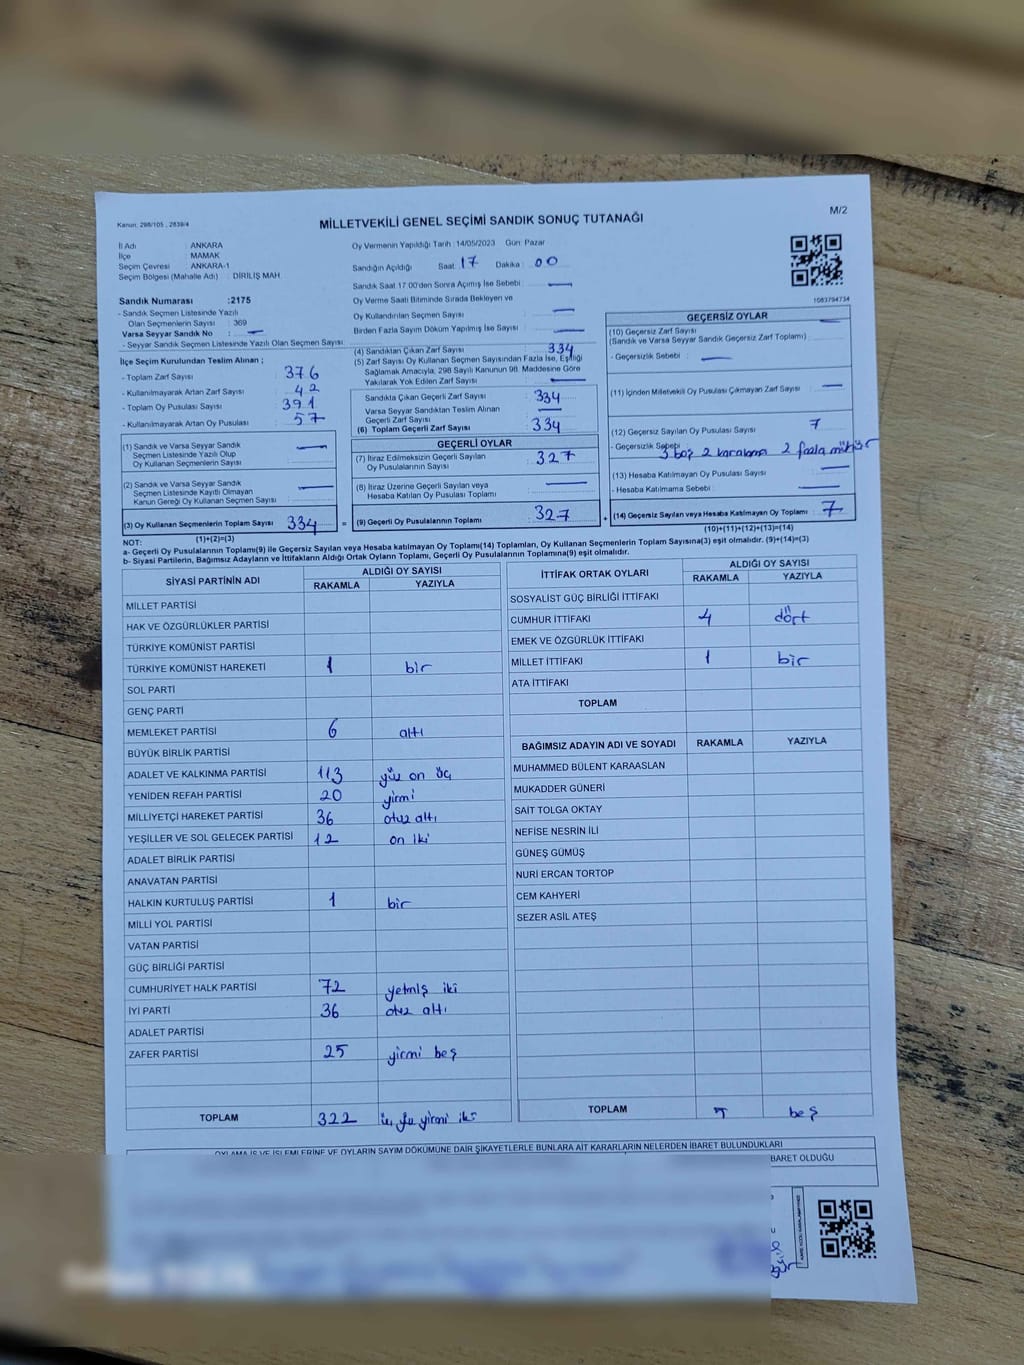 Kanun: 298/105 , 2839/4
MİLLETVEKİLİ GENEL SEÇİMİ SANDIK SONUÇ TUTANAĞI
M/2
İl Adı : ANKARA
İlçe : MAMAK
Seçim Çevresi : ANKARA-1
Seçim Bölgesi (Mahalle Adı) : DİRİLİŞ MAH
Oy Vermenin Yapıldığı Tarih :14/05/2023 Gün: Pazar
Sandığın Açıldığı Saat: 17 Dakika : 00
Sandık Saat 17:00'den Sonra Açılmış İse Sebebi :
Oy Verme Saati Bitiminde Sırada Bekleyen ve
Oy Kullandırılan Seçmen Sayısı :
Birden Fazla Sayım Döküm Yapılmış İse Sayısı :
1083794734
Sandık Numarası :2175
- Sandık Seçmen Listesinde Yazılı
Olan Seçmenlerin Sayısı : 369
Varsa Seyyar Sandık No :
- Seyyar Sandık Seçmen Listesinde Yazılı Olan Seçmen Sayısı:
İlçe Seçim Kurulundan Teslim Alınan ;
- Toplam Zarf Sayısı : 376
- Kullanılmayarak Artan Zarf Sayısı : 42
- Toplam Oy Pusulası Sayısı : 391
- Kullanılmayarak Artan Oy Pusulası : 57
(1) Sandık ve Varsa Seyyar Sandık
Seçmen Listesinde Yazılı Olup
Oy Kullanan Seçmenlerin Sayısı :
(2) Sandık ve Varsa Seyyar Sandık
Seçmen Listesinde Kayıtlı Olmayan
Kanun Gereği Oy Kullanan Seçmen Sayısı :
(3) Oy Kullanan Seçmenlerin Toplam Sayısı 334
(1)+(2)=(3)
(4) Sandıktan Çıkan Zarf Sayısı : 334
(5) Zarf Sayısı Oy Kullanan Seçmen Sayısından Fazla İse, Eşitliği
Sağlamak Amacıyla, 298 Sayılı Kanunun 98. Maddesine Göre
Yakılarak Yok Edilen Zarf Sayısı :
Sandıkta Çıkan Geçerli Zarf Sayısı : 334
Varsa Seyyar Sandıktan Teslim Alınan
Geçerli Zarf Sayısı :
(6) Toplam Geçerli Zarf Sayısı : 334
GEÇERLİ OYLAR
(7) İtiraz Edilmeksizin Geçerli Sayılan
Oy Pusulalarının Sayısı : 327
(8) İtiraz Üzerine Geçerli Sayılan veya
Hesaba Katılan Oy Pusulası Toplamı :
= (9) Geçerli Oy Pusulalarının Toplamı : 327 +
GEÇERSİZ OYLAR
(10) Geçersiz Zarf Sayısı :
(Sandık ve Varsa Seyyar Sandık Geçersiz Zarf Toplamı)
- Geçersizlik Sebebi :
(11) İçinden Milletvekili Oy Pusulası Çıkmayan Zarf Sayısı :
(12) Geçersiz Sayılan Oy Pusulası Sayısı : 7
- Geçersizlik Sebebi : 3 boş 2 karalama 2 fazla mühür
(13) Hesaba Katılmayan Oy Pusulası Sayısı :
- Hesaba Katılmama Sebebi :
(14) Geçersiz Sayılan veya Hesaba Katılmayan Oy Toplamı : 7
(10)+(11)+(12)+(13)=(14)
NOT:
a- Geçerli Oy Pusulalarının Toplamı(9) ile Geçersiz Sayılan veya Hesaba katılmayan Oy Toplamı(14) Toplamları, Oy Kullanan Seçmenlerin Toplam Sayısına(3) eşit olmalıdır. (9)+(14)=(3)
b- Siyasi Partilerin, Bağımsız Adayların ve İttifakların Aldığı Ortak Oyların Toplamı, Geçerli Oy Pusulalarının Toplamına(9) eşit olmalıdır.
SİYASİ PARTİNİN ADI ALDIĞI OY SAYISI
RAKAMLA YAZIYLA
MİLLET PARTİSİ
HAK VE ÖZGÜRLÜKLER PARTİSİ
TÜRKİYE KOMÜNİST PARTİSİ
TÜRKİYE KOMÜNİST HAREKETİ 1 bir
SOL PARTİ
GENÇ PARTİ
MEMLEKET PARTİSİ 6 altı
BÜYÜK BİRLİK PARTİSİ
ADALET VE KALKINMA PARTİSİ 113 yüz on üç
YENİDEN REFAH PARTİSİ 20 yirmi
MİLLİYETÇİ HAREKET PARTİSİ 36 otuz altı
YEŞİLLER VE SOL GELECEK PARTİSİ 12 on iki
ADALET BİRLİK PARTİSİ
ANAVATAN PARTİSİ
HALKIN KURTULUŞ PARTİSİ 1 bir
MİLLİ YOL PARTİSİ
VATAN PARTİSİ
GÜÇ BİRLİĞİ PARTİSİ
CUMHURİYET HALK PARTİSİ 72 yetmiş iki
İYİ PARTİ 36 otuz altı
ADALET PARTİSİ
ZAFER PARTİSİ 25 yirmi beş
TOPLAM 322 üç yüz yirmi iki
İTTİFAK ORTAK OYLARI ALDIĞI OY SAYISI
RAKAMLA YAZIYLA
SOSYALİST GÜÇ BİRLİĞİ İTTİFAKI
CUMHUR İTTİFAKI 4 dört
EMEK VE ÖZGÜRLÜK İTTİFAKI
MİLLET İTTİFAKI 1 bir
ATA İTTİFAKI
TOPLAM
BAĞIMSIZ ADAYIN ADI VE SOYADI RAKAMLA YAZIYLA
MUHAMMED BÜLENT KARAASLAN
MUKADDER GÜNERİ
SAİT TOLGA OKTAY
NEFİSE NESRİN İLİ
GÜNEŞ GÜMÜŞ
NURİ ERCAN TORTOP
CEM KAHYERİ
SEZER ASİL ATEŞ
TOPLAM 5 beş
OYLAMA İŞ VE İŞLEMLERİNE VE OYLARIN SAYIM DÖKÜMÜNE DAİR ŞİKAYETLERLE BUNLARA AİT KARARLARIN NELERDEN İBARET BULUNDUKLARI
BARET OLDUĞU